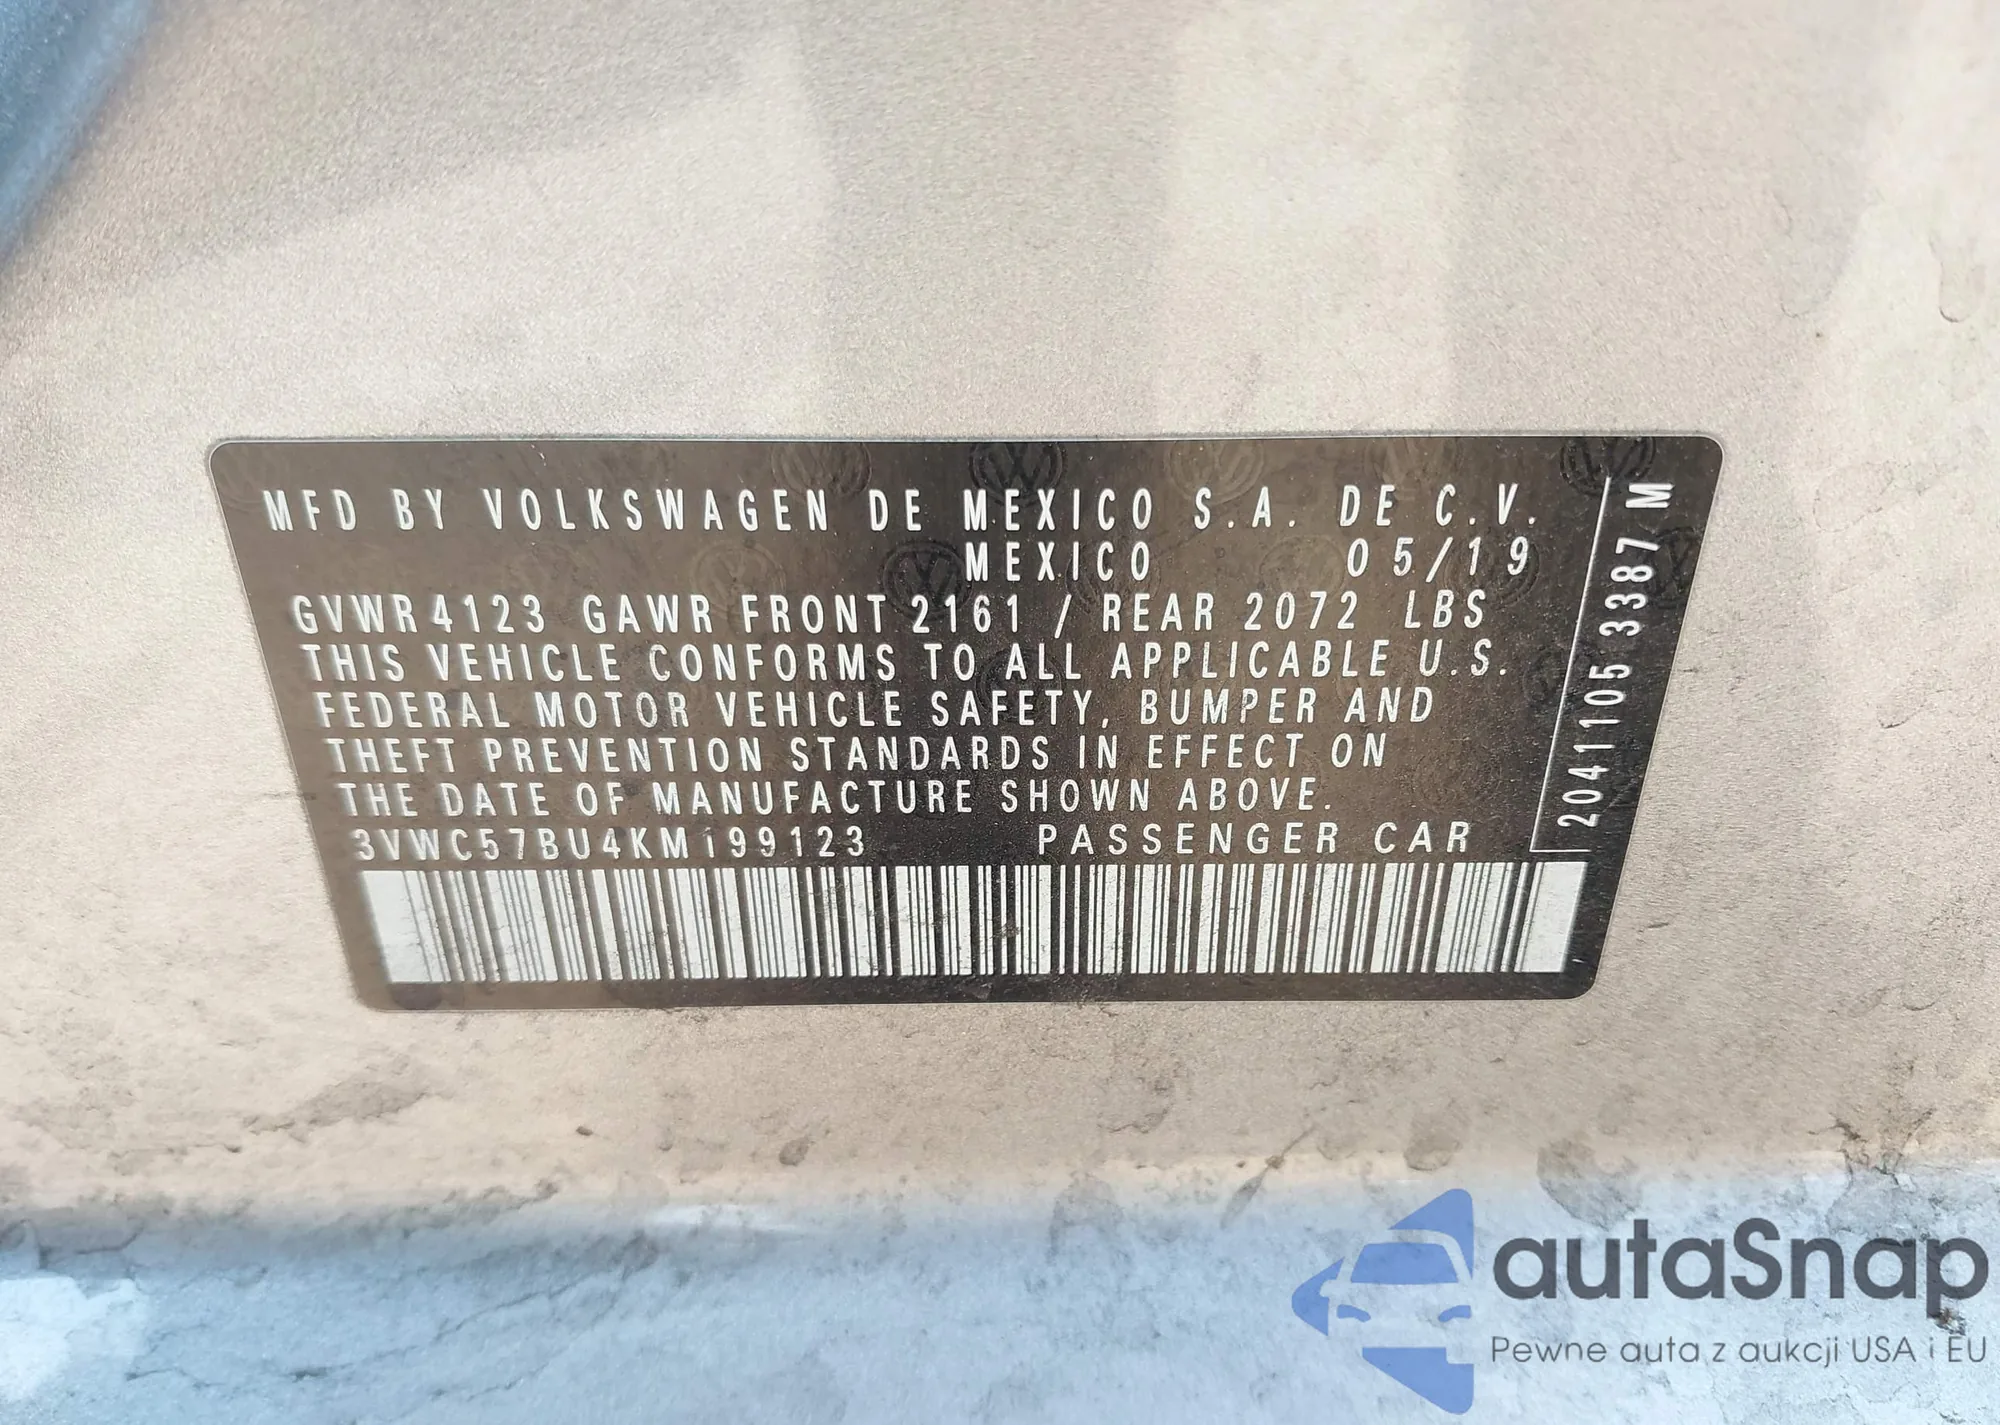 MFD BY VOLKSWAGEN DE MEXICO S.A. DE C.V.
MEXICO 05/19
GVWR 4123 GAWR FRONT 2161 / REAR 2072 LBS
THIS VEHICLE CONFORMS TO ALL APPLICABLE U.S.
FEDERAL MOTOR VEHICLE SAFETY, BUMPER AND
THEFT PREVENTION STANDARDS IN EFFECT ON
THE DATE OF MANUFACTURE SHOWN ABOVE.
3VWC57BU4KM199123 PASSENGER CAR
2041105 3387 M
autaSnap
Pewne auta z aukcji USA i EU